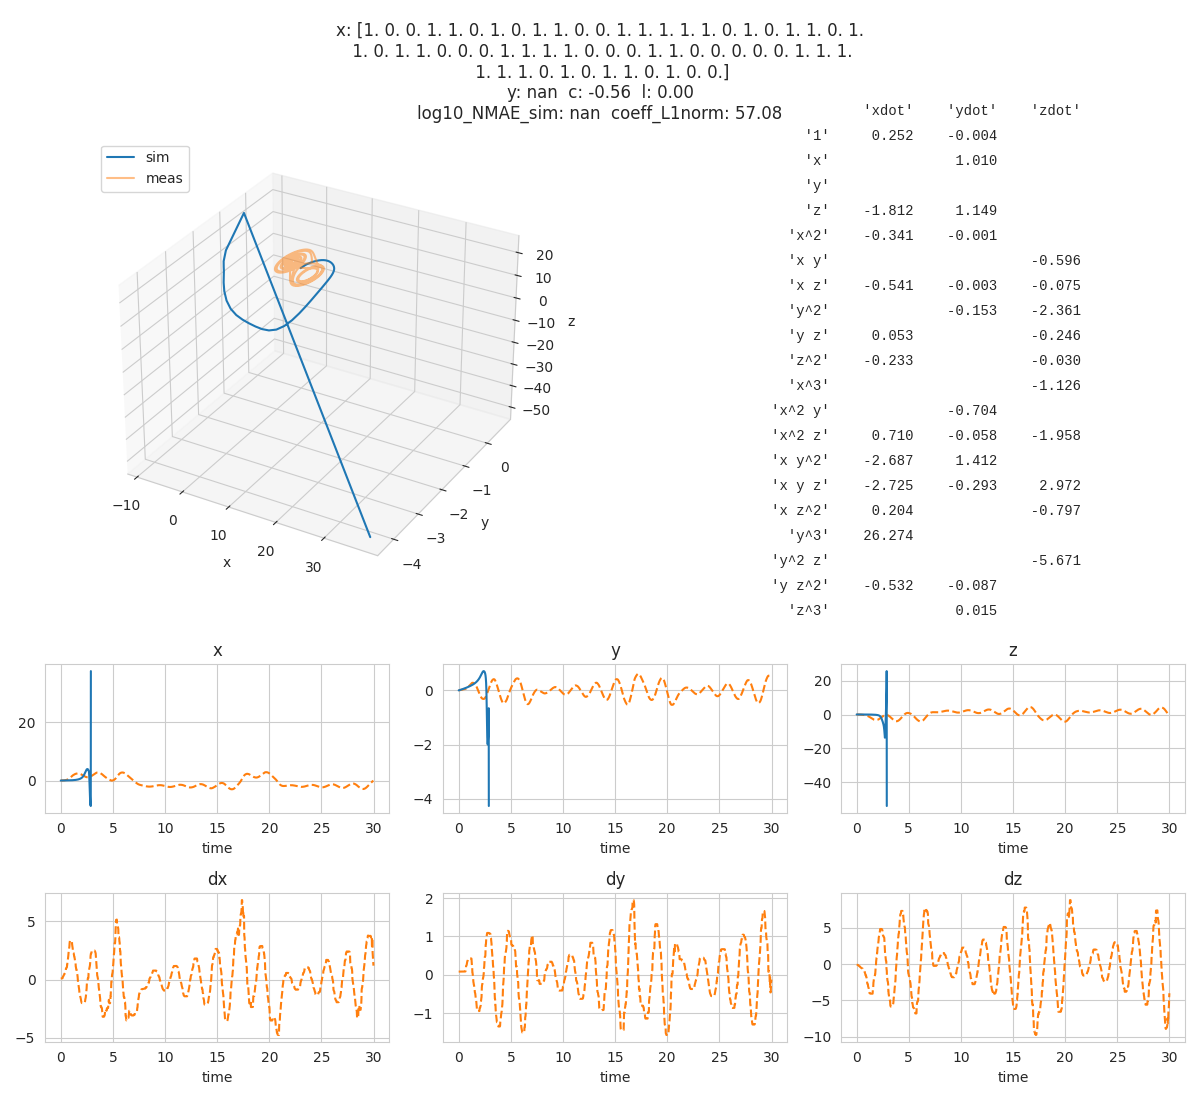 x: [1. 0. 0. 1. 1. 0. 1. 0. 1. 1. 0. 0. 1. 1. 1. 1. 1. 0. 1. 0. 1. 1. 0. 1.
1. 0. 1. 1. 0. 0. 0. 1. 1. 1. 1. 0. 0. 0. 1. 1. 0. 0. 0. 0. 0. 1. 1. 1.
1. 1. 1. 0. 1. 0. 1. 1. 0. 1. 0. 0.]
y: nan  c: -0.56  l: 0.00
log10_NMAE_sim: nan  coeff_L1norm: 57.08
'xdot' 'ydot' 'zdot'
'1' 0.252 -0.004
'x' 1.010
'y'
'z' -1.812 1.149
'x^2' -0.341 -0.001
'x y' -0.596
'x z' -0.541 -0.003 -0.075
'y^2' -0.153 -2.361
'y z' 0.053 -0.246
'z^2' -0.233 -0.030
'x^3' -1.126
'x^2 y' -0.704
'x^2 z' 0.710 -0.058 -1.958
'x y^2' -2.687 1.412
'x y z' -2.725 -0.293 2.972
'x z^2' 0.204 -0.797
'y^3' 26.274
'y^2 z' -5.671
'y z^2' -0.532 -0.087
'z^3' 0.015
sim
meas
20
10
0
−10
−20
−30
−40
−50
z
−10
0
10
20
30
x
0
−1
−2
−3
−4
y
x
20
0
0 5 10 15 20 25 30
time
y
0
−2
−4
0 5 10 15 20 25 30
time
z
20
0
−20
−40
0 5 10 15 20 25 30
time
dx
5
0
−5
0 5 10 15 20 25 30
time
dy
2
1
0
−1
0 5 10 15 20 25 30
time
dz
5
0
−5
−10
0 5 10 15 20 25 30
time